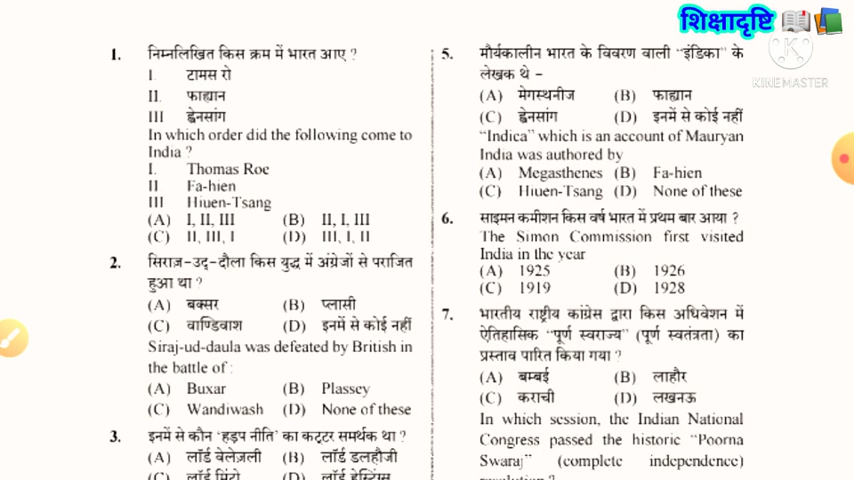 शिक्षादृष्टि
K
KINEMASTER
1. निम्नलिखित किस क्रम में भारत आए ?
I. टामस रो
II. फाह्यान
III ह्वेनसांग
In which order did the following come to
India ?
I. Thomas Roe
II Fa-hien
III Hiuen-Tsang
(A) I, II, III (B) II, I, III
(C) II, III, I (D) III, I, II
2. सिराज़-उद्-दौला किस युद्ध में अंग्रेजों से पराजित
हुआ था ?
(A) बक्सर (B) प्लासी
(C) वाण्डिवाश (D) इनमें से कोई नहीं
Siraj-ud-daula was defeated by British in
the battle of :
(A) Buxar (B) Plassey
(C) Wandiwash (D) None of these
3. इनमें से कौन 'हड़प नीति' का कट्टर समर्थक था ?
(A) लॉर्ड वेलेज़ली (B) लॉर्ड डलहौजी
(C) लॉर्ड मिंटो (D) लॉर्ड हेस्टिंग्स
5. मौर्यकालीन भारत के विवरण वाली "इंडिका" के
लेखक थे -
(A) मेगस्थनीज (B) फाह्यान
(C) ह्वेनसांग (D) इनमें से कोई नहीं
"Indica" which is an account of Mauryan
India was authored by
(A) Megasthenes (B) Fa-hien
(C) Hiuen-Tsang (D) None of these
6. साइमन कमीशन किस वर्ष भारत में प्रथम बार आया ?
The Simon Commission first visited
India in the year
(A) 1925 (B) 1926
(C) 1919 (D) 1928
7. भारतीय राष्ट्रीय कांग्रेस द्वारा किस अधिवेशन में
ऐतिहासिक "पूर्ण स्वराज्य" (पूर्ण स्वतंत्रता) का
प्रस्ताव पारित किया गया ?
(A) बम्बई (B) लाहौर
(C) कराची (D) लखनऊ
In which session, the Indian National
Congress passed the historic "Poorna
Swaraj" (complete independence)
resolution ?